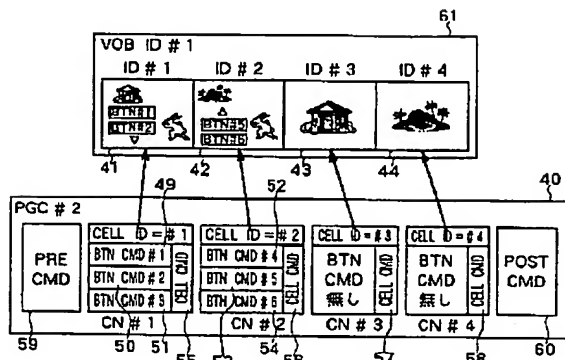 61
VOB ID # 1
ID # 1 ID # 2 ID # 3 ID # 4
BTN#1
BTN#2
BTN#5
BTN#6
41 42 43 44
49 52 40
PGC # 2
PRE CMD
CELL ID = # 1
BTN CMD # 1
BTN CMD # 2
BTN CMD # 3
CELL CMD
CELL ID = # 2
BTN CMD # 4
BTN CMD # 5
BTN CMD # 6
CELL CMD
CELL ID = # 3
BTN
CMD
無し
CELL CMD
CELL ID = # 4
BTN
CMD
無し
CELL CMD
POST
CMD
CN # 1 CN # 2 CN # 3 CN # 4
59 50 51 55 53 54 56 57 58 60